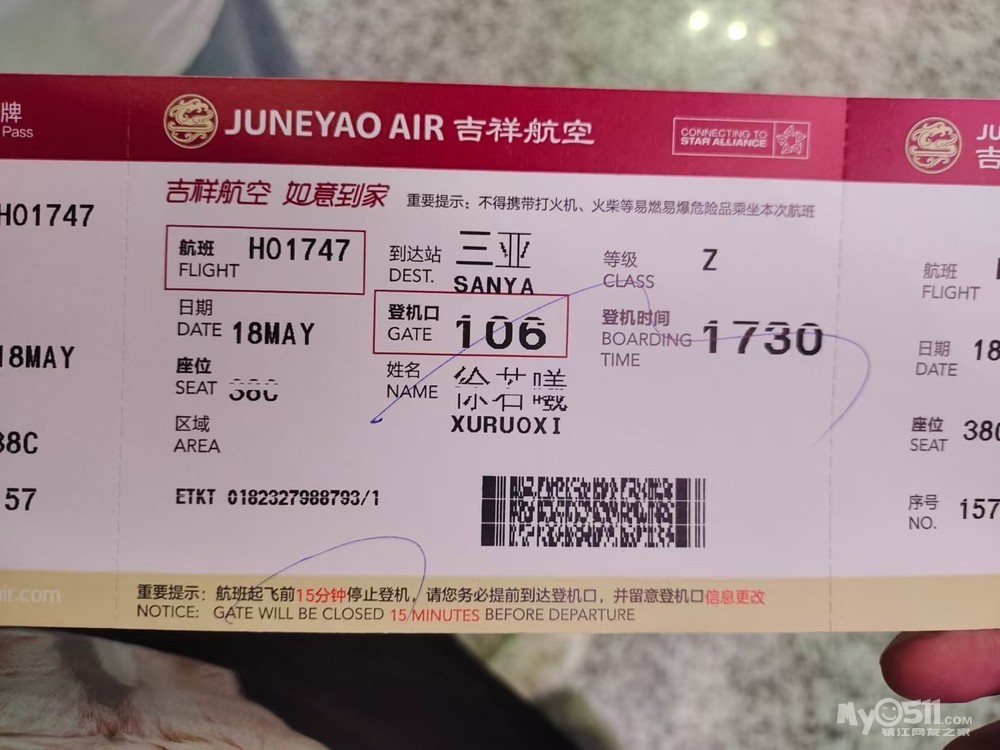 牌
Pass
H01747
18MAY
38C
57
air.com
JUNEYAO AIR 吉祥航空
CONNECTING TO
STAR ALLIANCE
吉祥航空 如意到家
重要提示：不得携带打火机、火柴等易燃易爆危险品乘坐本次航班
航班 H01747
FLIGHT
到达站 三亚
DEST. SANYA
等级 Z
CLASS
日期
DATE 18MAY
登机口
GATE 106
登机时间
BOARDING 1730
TIME
座位
SEAT 38C
姓名 徐若曦
NAME
XURUOXI
区域
AREA
ETKT 0182327988793/1
重要提示：航班起飞前15分钟停止登机，请您务必提前到达登机口，并留意登机口信息更改
NOTICE: GATE WILL BE CLOSED 15 MINUTES BEFORE DEPARTURE
JU
吉
航班
FLIGHT
日期 18
DATE
座位 38C
SEAT
序号 157
NO.
My0511.COM
镇江网友之家